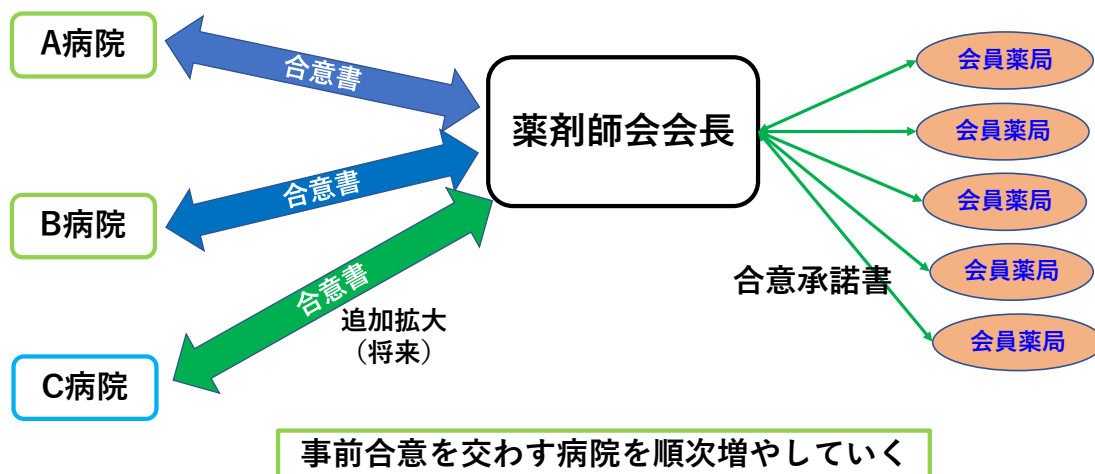 A病院
合意書
薬剤師会会長
会員薬局
会員薬局
B病院
合意書
会員薬局
合意書
追加拡大
（将来）
合意承諾書
会員薬局
会員薬局
C病院
事前合意を交わす病院を順次増やしていく